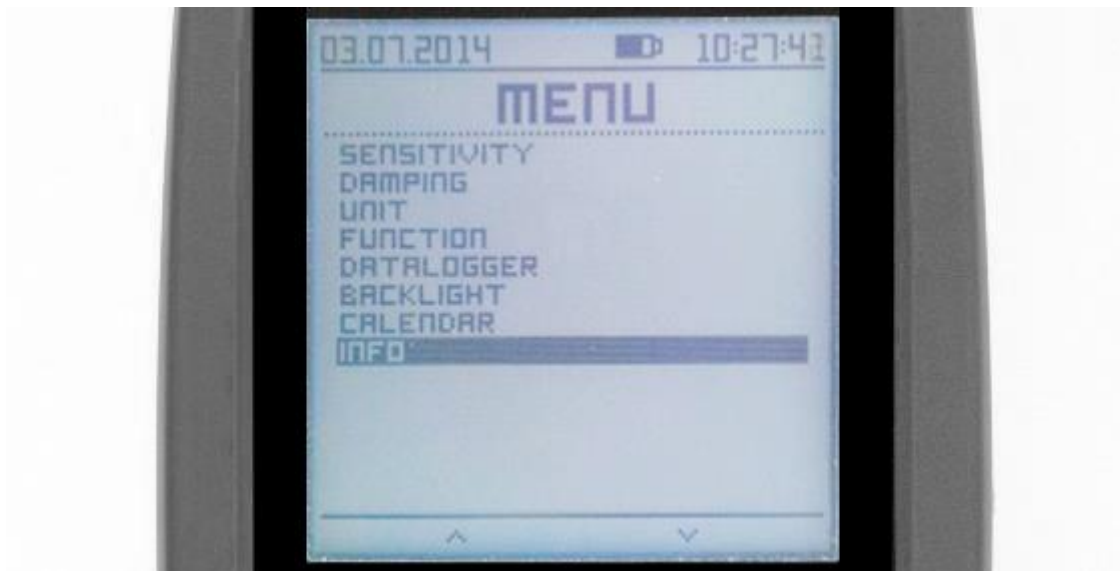 03.07.2014 10:27:43
MENU
SENSITIVITY
DAMPING
UNIT
FUNCTION
DATALOGGER
BACKLIGHT
CALENDAR
INFO